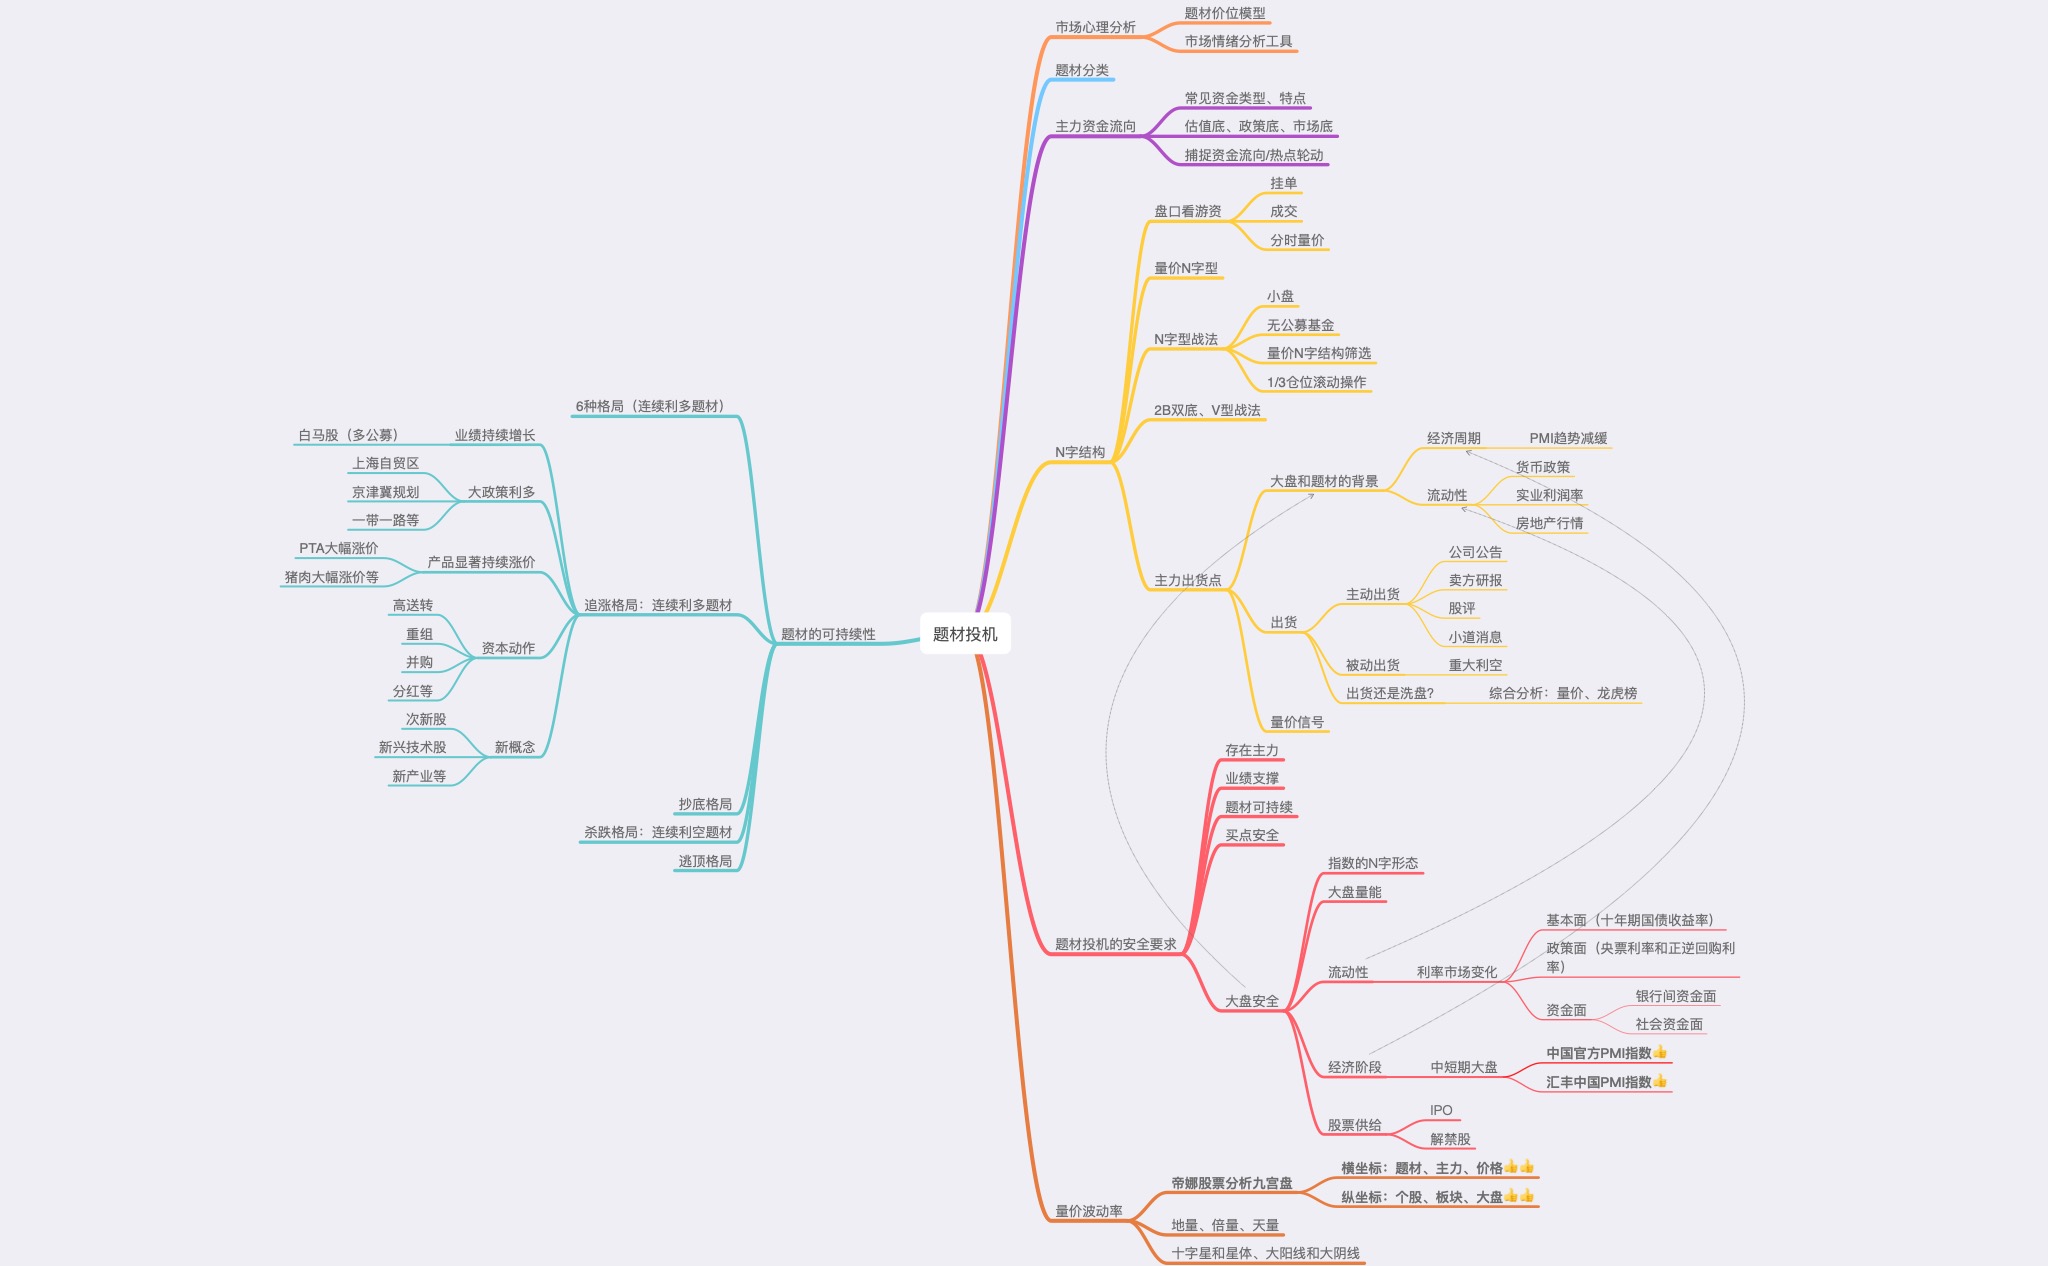 题材投机
市场心理分析
题材价位模型
市场情绪分析工具
题材分类
主力资金流向
常见资金类型、特点
估值底、政策底、市场底
捕捉资金流向/热点轮动
N字结构
盘口看游资
挂单
成交
分时量价
量价N字型
N字型战法
小盘
无公募基金
量价N字结构筛选
1/3仓位滚动操作
2B双底、V型战法
主力出货点
大盘和题材的背景
经济周期
PMI趋势减缓
流动性
货币政策
实业利润率
房地产行情
出货
主动出货
公司公告
卖方研报
股评
小道消息
被动出货
重大利空
出货还是洗盘?
综合分析：量价、龙虎榜
量价信号
题材投机的安全要求
存在主力
业绩支撑
题材可持续
买点安全
大盘安全
指数的N字形态
大盘量能
流动性
利率市场变化
基本面（十年期国债收益率）
政策面（央票利率和正逆回购利
率）
资金面
银行间资金面
社会资金面
经济阶段
中短期大盘
中国官方PMI指数👍
汇丰中国PMI指数👍
股票供给
IPO
解禁股
量价波动率
帝娜股票分析九宫盘
横坐标：题材、主力、价格👍👍
纵坐标：个股、板块、大盘👍👍
地量、倍量、天量
十字星和星体、大阳线和大阴线
题材的可持续性
6种格局（连续利多题材）
追涨格局：连续利多题材
业绩持续增长
白马股（多公募）
大政策利多
上海自贸区
京津冀规划
一带一路等
产品显著持续涨价
PTA大幅涨价
猪肉大幅涨价等
资本动作
高送转
重组
并购
分红等
新概念
次新股
新兴技术股
新产业等
抄底格局
杀跌格局：连续利空题材
逃顶格局